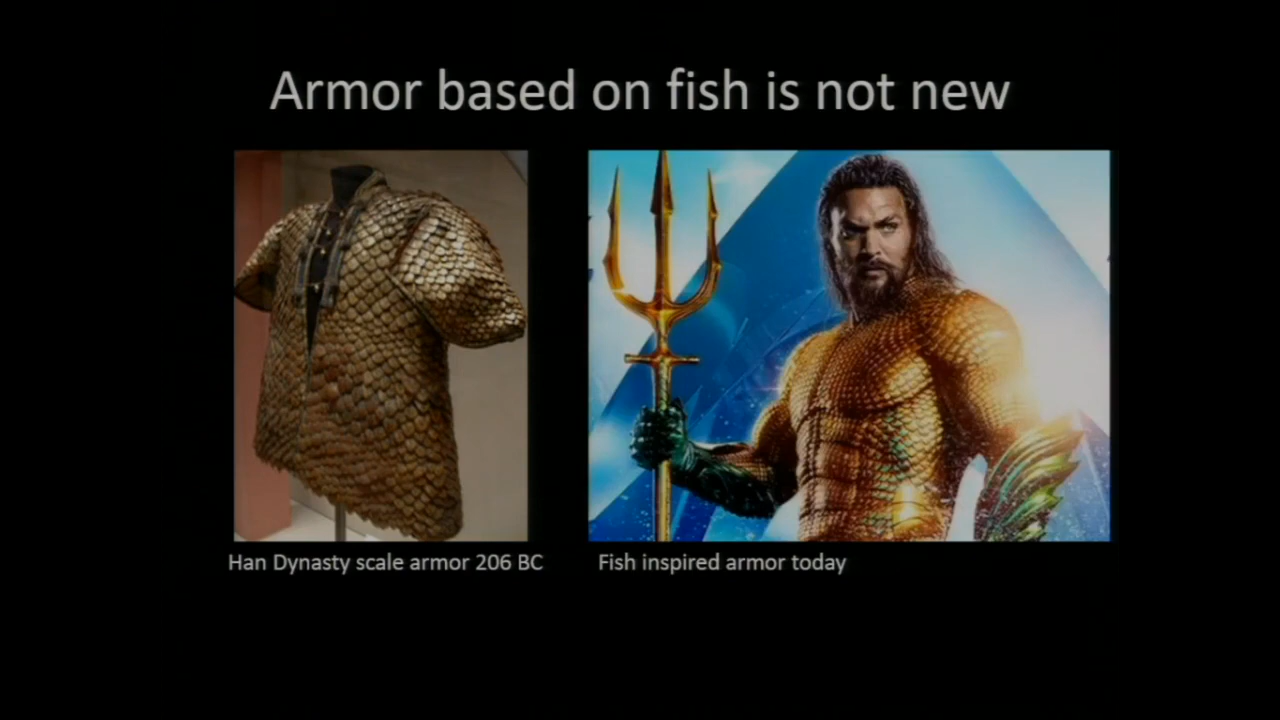 Armor based on fish is not new
Han Dynasty scale armor 206 BC
Fish inspired armor today